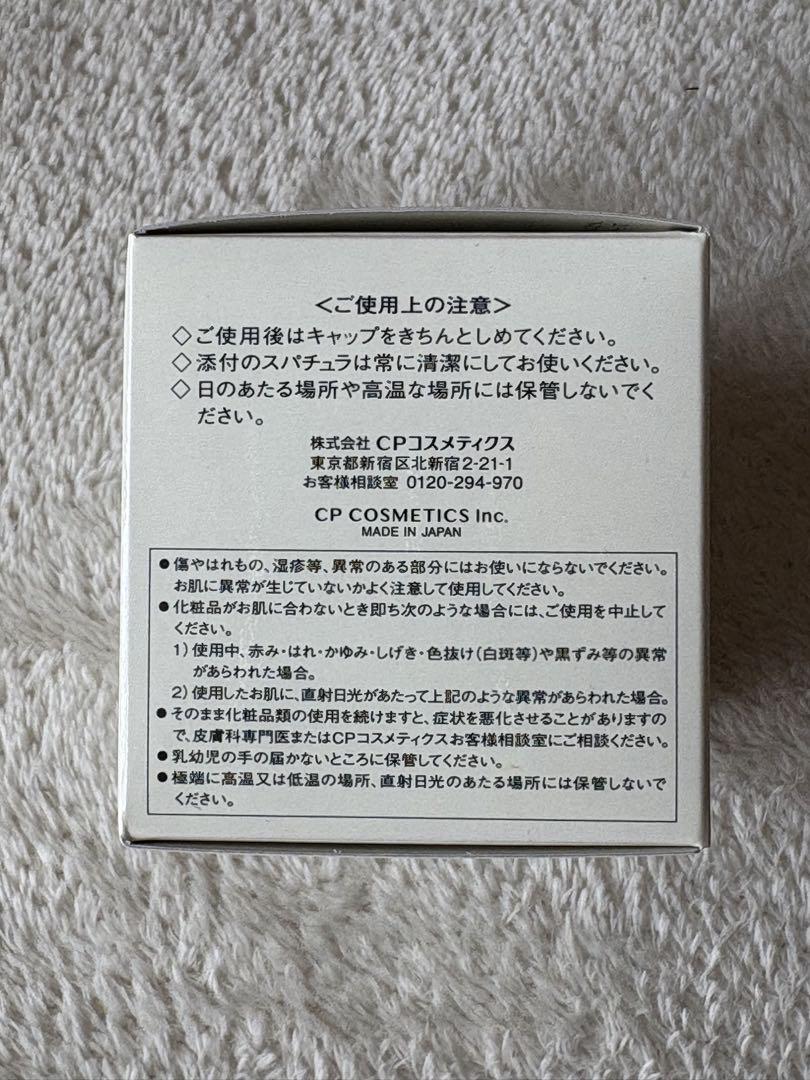 <ご使用上の注意>
◇ご使用後はキャップをきちんとしめてください。
◇添付のスパチュラは常に清潔にしてお使いください。
◇日のあたる場所や高温な場所には保管しないでく
ださい。
株式会社 CPコスメティクス
東京都新宿区北新宿2-21-1
お客様相談室 0120-294-970
CP COSMETICS Inc.
MADE IN JAPAN
●傷やはれもの、湿疹等、異常のある部分にはお使いにならないでください。
お肌に異常が生じていないかよく注意して使用してください。
●化粧品がお肌に合わないとき即ち次のような場合には、ご使用を中止して
ください。
1)使用中、赤み・はれ・かゆみ・しげき・色抜け(白斑等)や黒ずみ等の異常
があらわれた場合。
2)使用したお肌に、直射日光があたって上記のような異常があらわれた場合。
●そのまま化粧品類の使用を続けますと、症状を悪化させることがありますの
で、皮膚科専門医またはCPコスメティクスお客様相談室にご相談ください。
●乳幼児の手の届かないところに保管してください。
●極端に高温又は低温の場所、直射日光のあたる場所には保管しないで
ください。